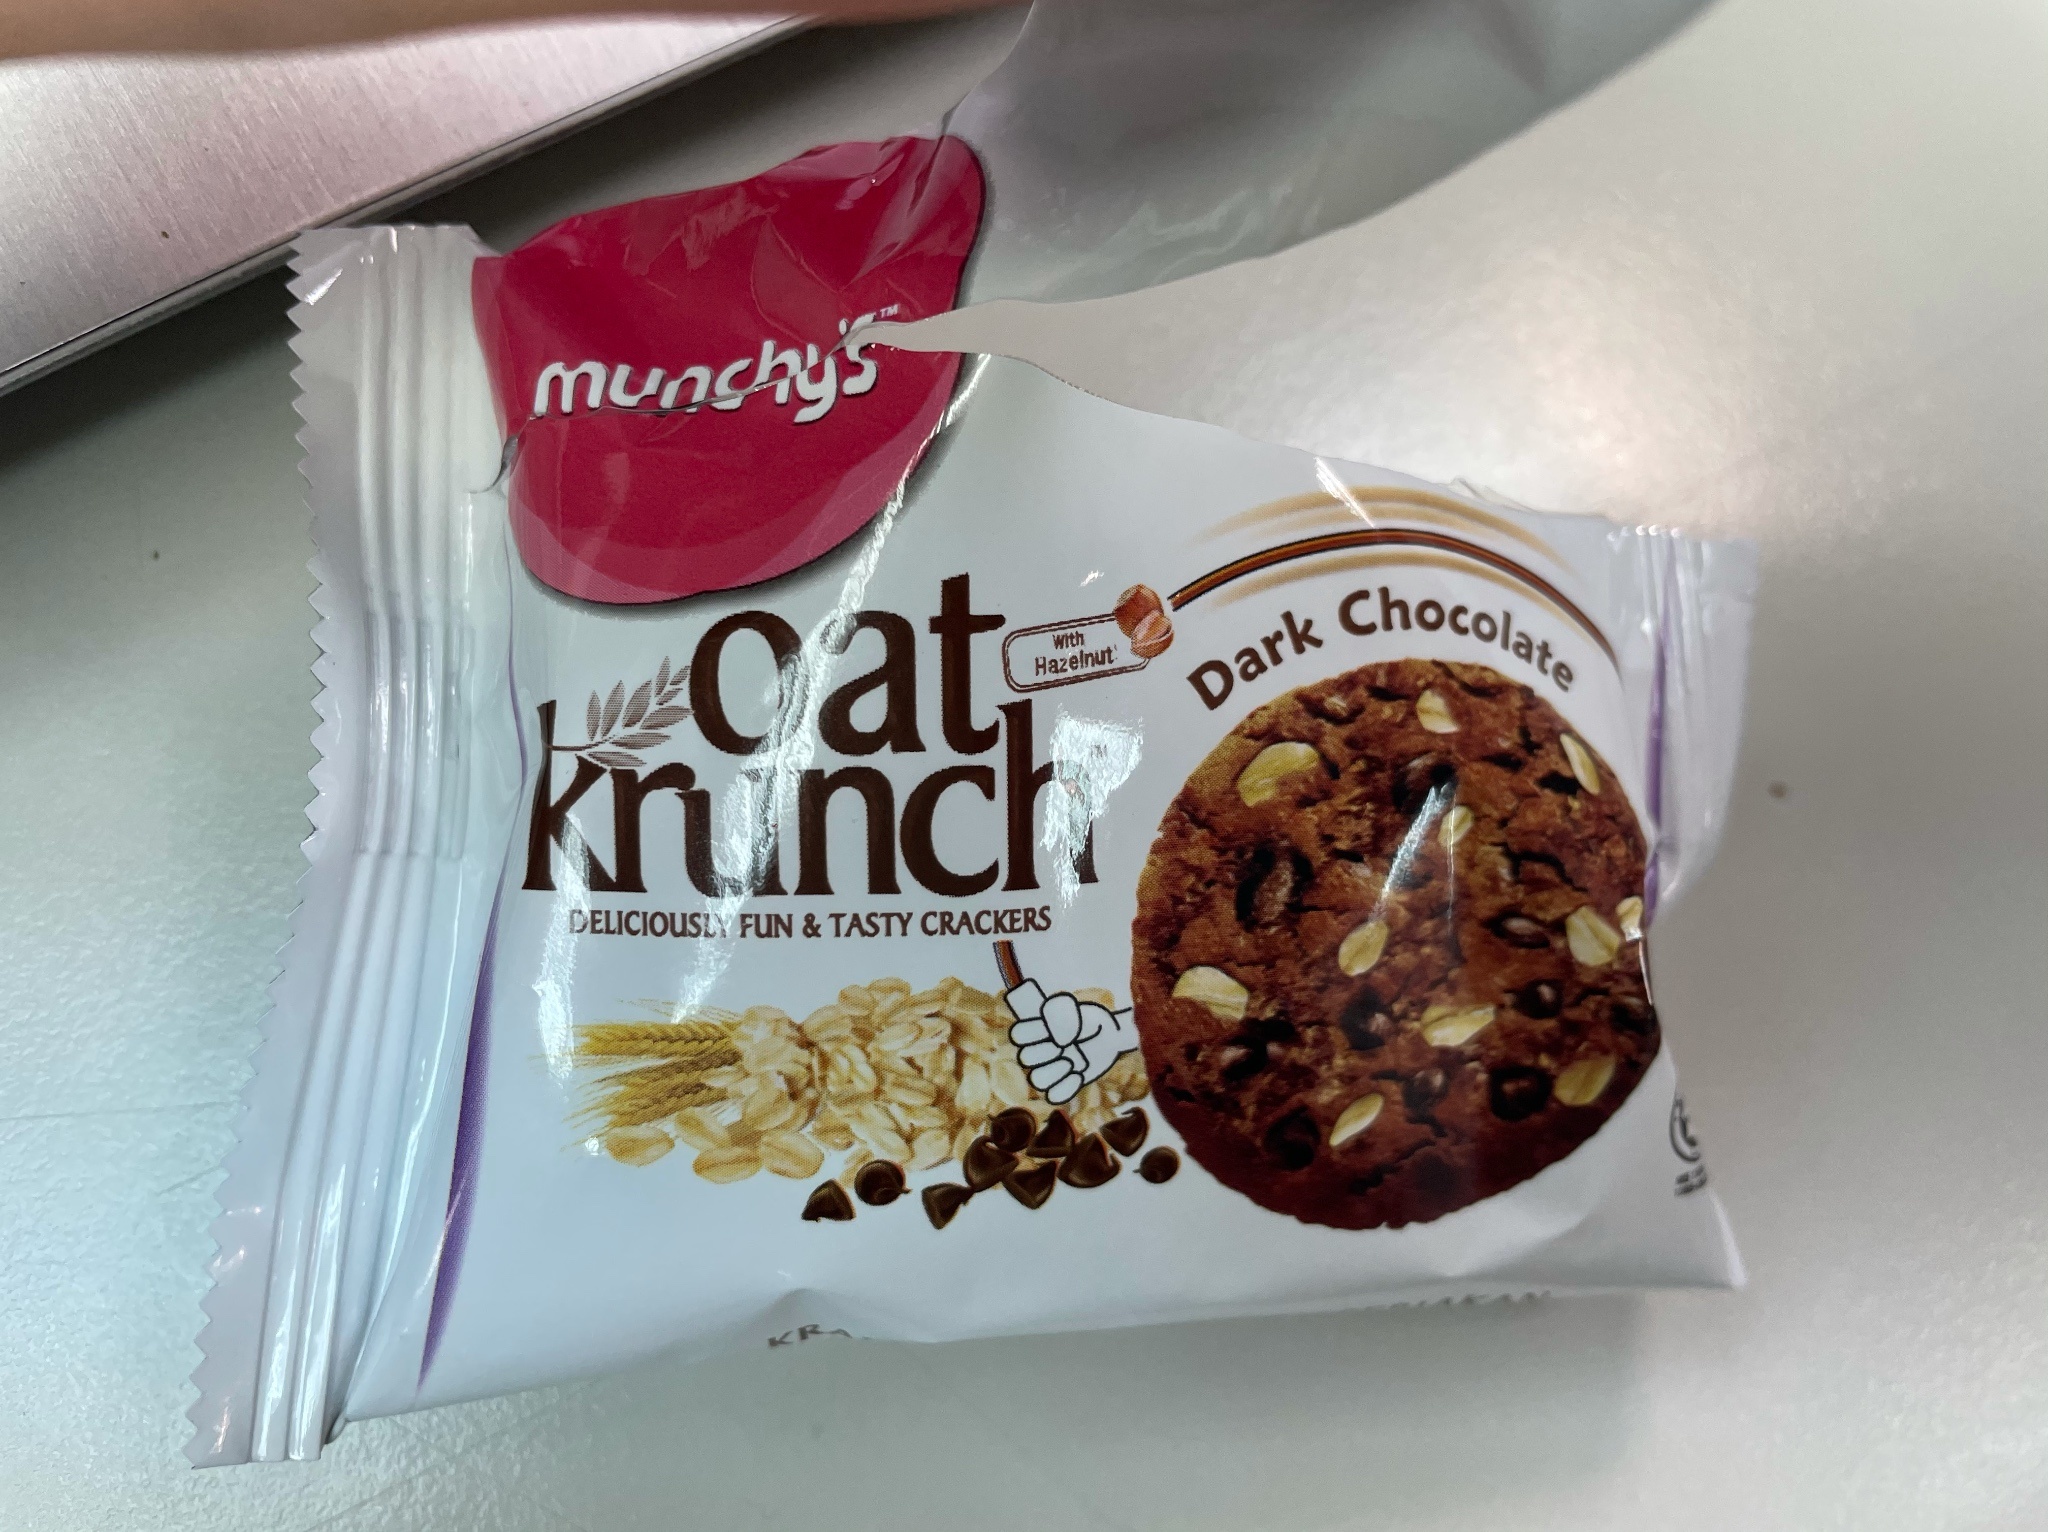 munchy's™
oat
krunch™
With
Hazelnut
Dark Chocolate
DELICIOUSLY FUN & TASTY CRACKERS